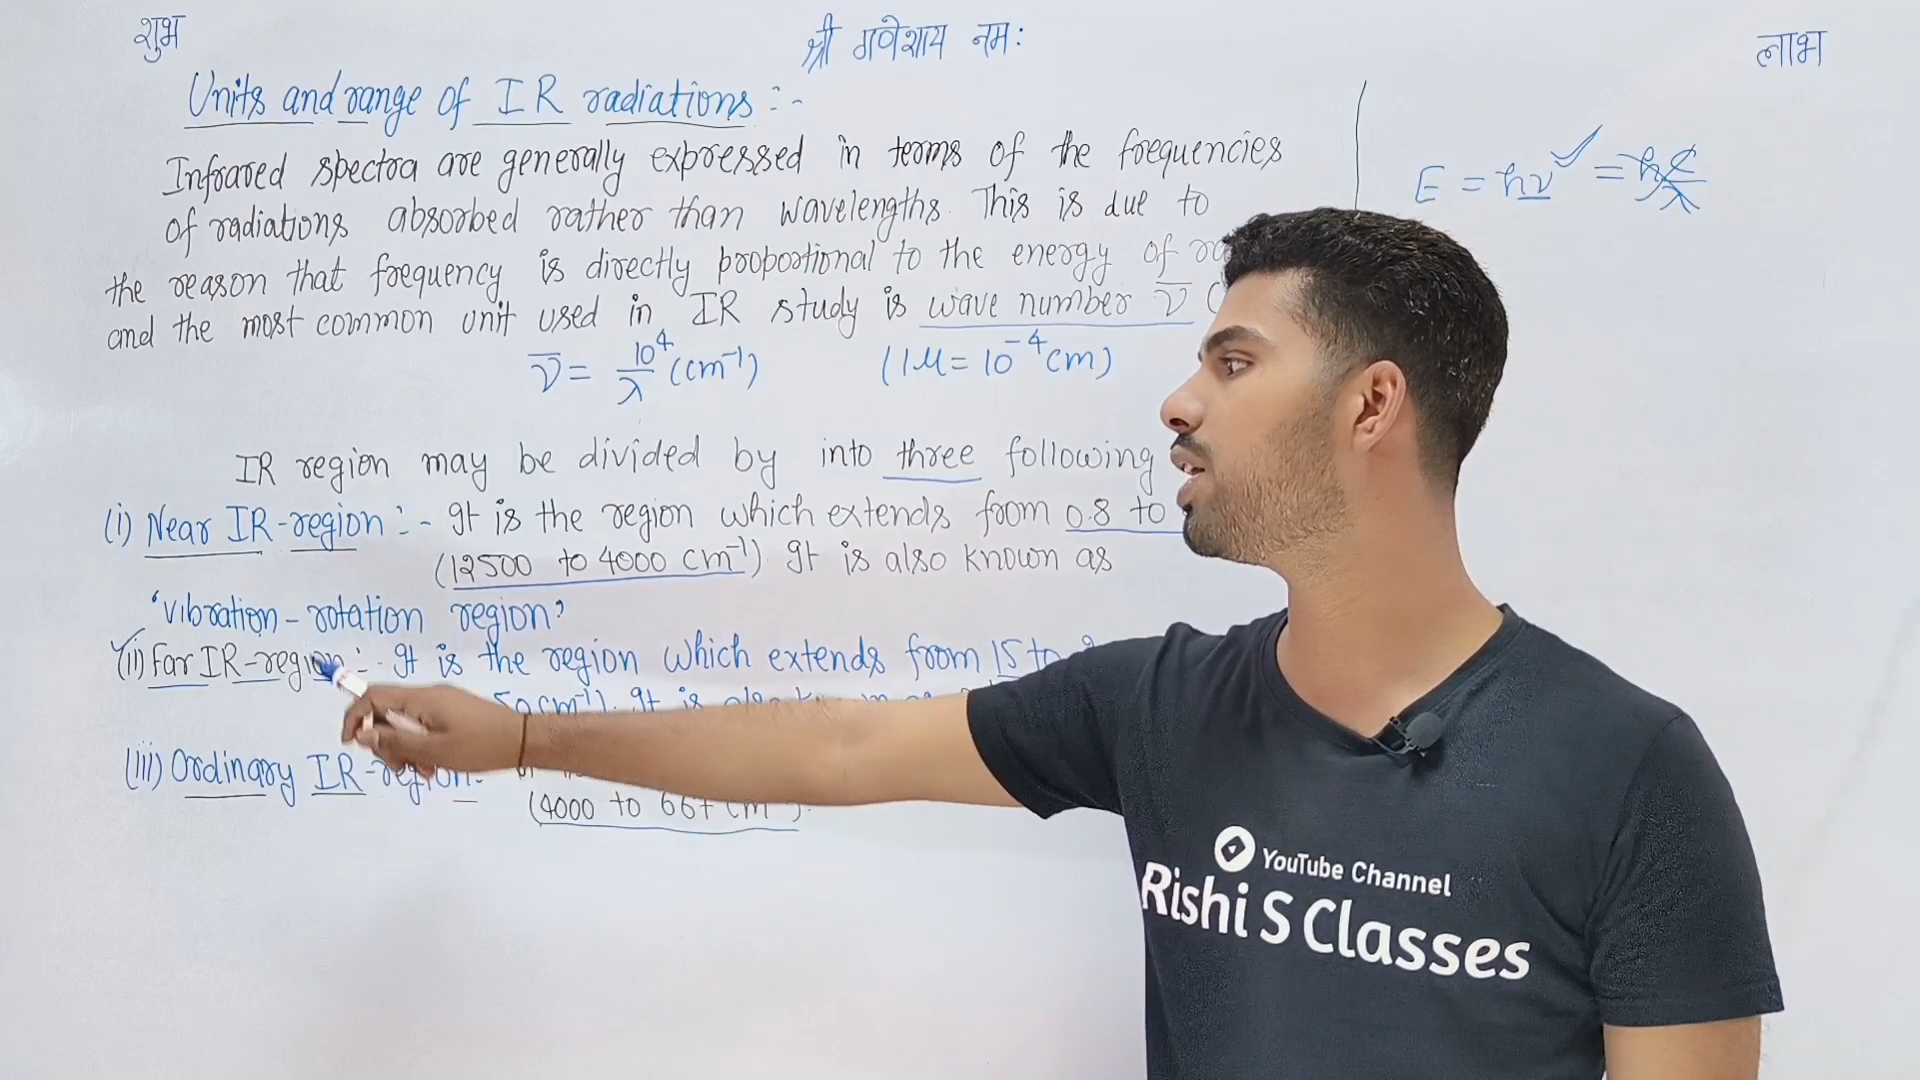 शुभ
श्री गणेशाय नमः
लाभ
Units and range of IR radiations :-
Infrared spectra are generally expressed in terms of the frequencies
of radiations absorbed rather than wavelengths. This is due to
the reason that frequency is directly proportional to the energy of
and the most common unit used in IR study is wave number ν̅ (
ν̅ = 10⁴/λ (cm⁻¹) (1μ = 10⁻⁴ cm)
E = hν = hc/λ
IR region may be divided by into three following
(i) Near IR-region :- It is the region which extends from 0.8 to
(12500 to 4000 cm⁻¹) It is also known as
'Vibration-rotation region'
(ii) Far IR-region :- It is the region which extends from 15 to
cm⁻¹). It is also
(iii) Ordinary IR-region:-
(4000 to 667 cm⁻¹).
YouTube Channel
Rishi S Classes